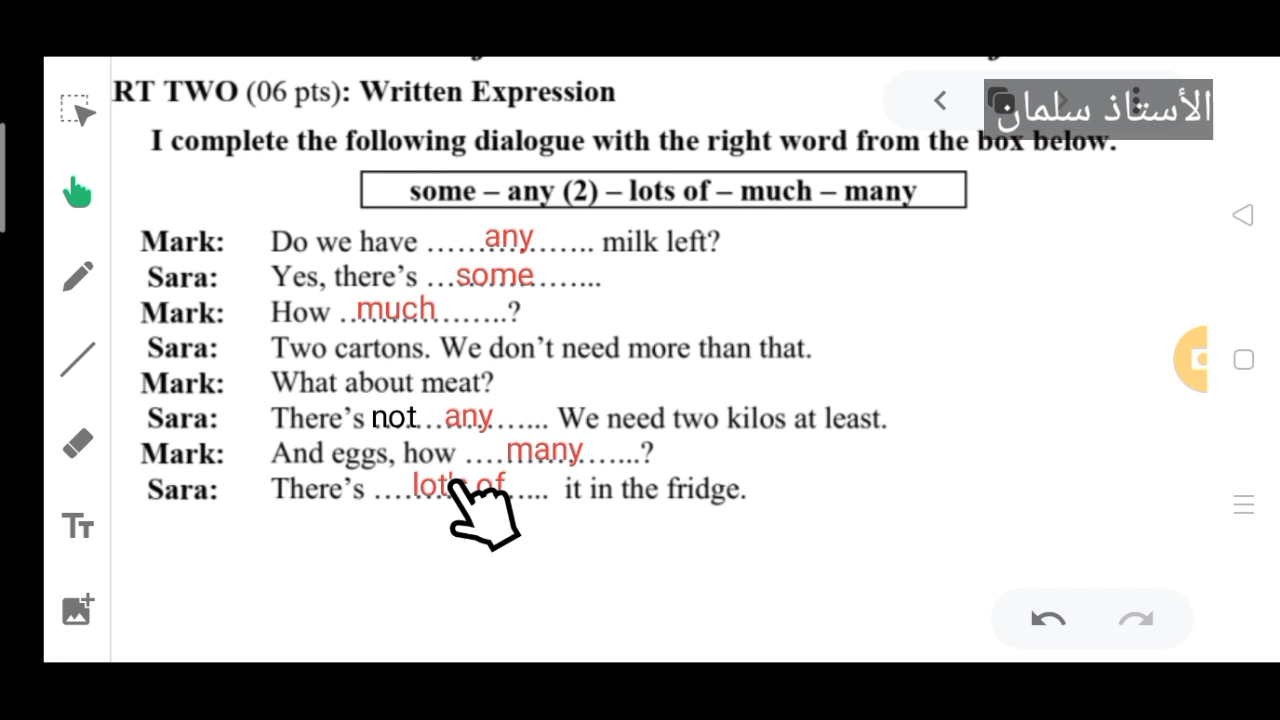 RT TWO (06 pts): Written Expression
الأستاذ سلمان
I complete the following dialogue with the right word from the box below.
some – any (2) – lots of – much – many
Mark: Do we have ……any…….. milk left?
Sara: Yes, there’s …some……...
Mark: How ..much……..?
Sara: Two cartons. We don’t need more than that.
Mark: What about meat?
Sara: There’s not…any…... We need two kilos at least.
Mark: And eggs, how ….many…...?
Sara: There’s ….lot's of….. it in the fridge.
Tт